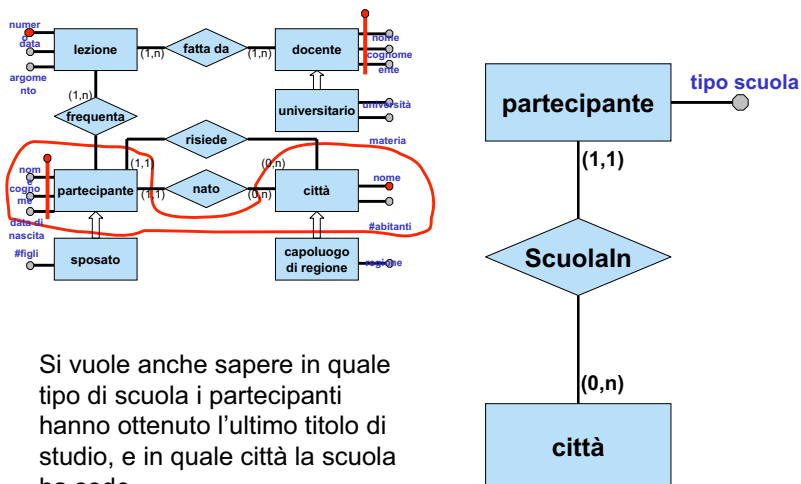 numer
o
data
argome
nto
lezione
(1,n)
fatta da
(1,n)
docente
nome
cognome
ente
(1,n)
frequenta
universitario
università
materia
risiede
(1,1)
(0,n)
nom
e
cogno
me
data di
nascita
partecipante
(1,1)
nato
(0,n)
città
nome
#abitanti
#figli
sposato
capoluogo
di regione
regione
partecipante
tipo scuola
(1,1)
ScuolaIn
(0,n)
città
Si vuole anche sapere in quale
tipo di scuola i partecipanti
hanno ottenuto l’ultimo titolo di
studio, e in quale città la scuola
ha sede